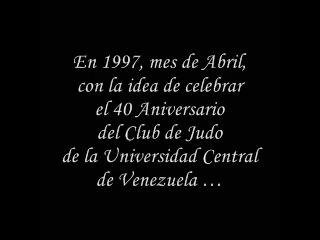 En 1997, mes de Abril,
con la idea de celebrar
el 40 Aniversario
del Club de Judo
de la Universidad Central
de Venezuela ...